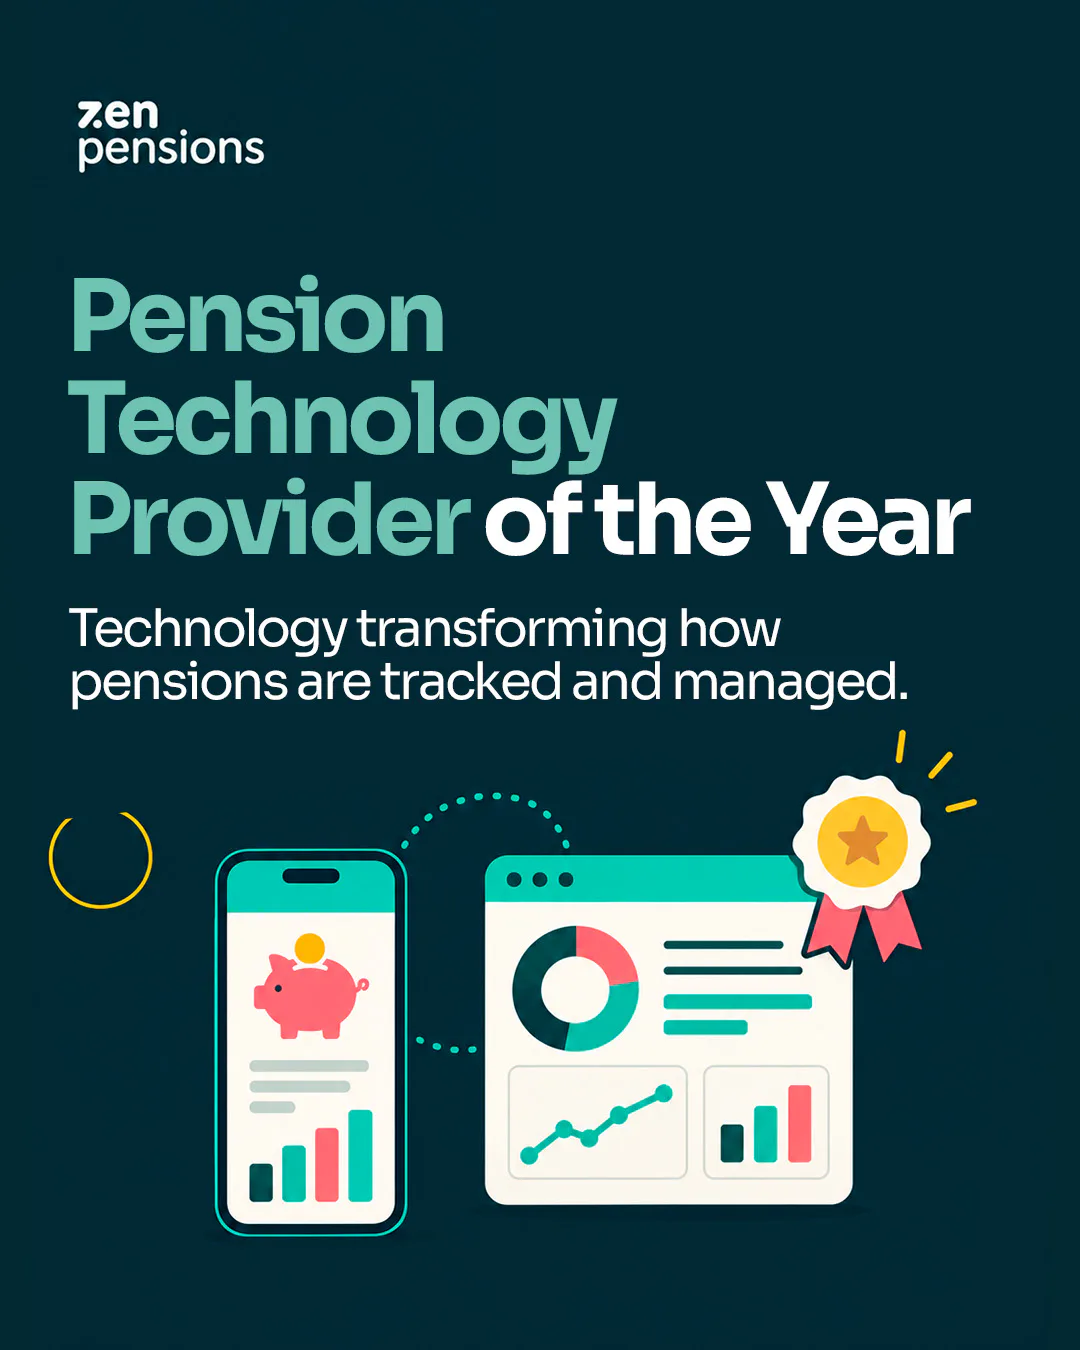 zen
pensions
Pension
Technology
Provider of the Year
Technology transforming how
pensions are tracked and managed.